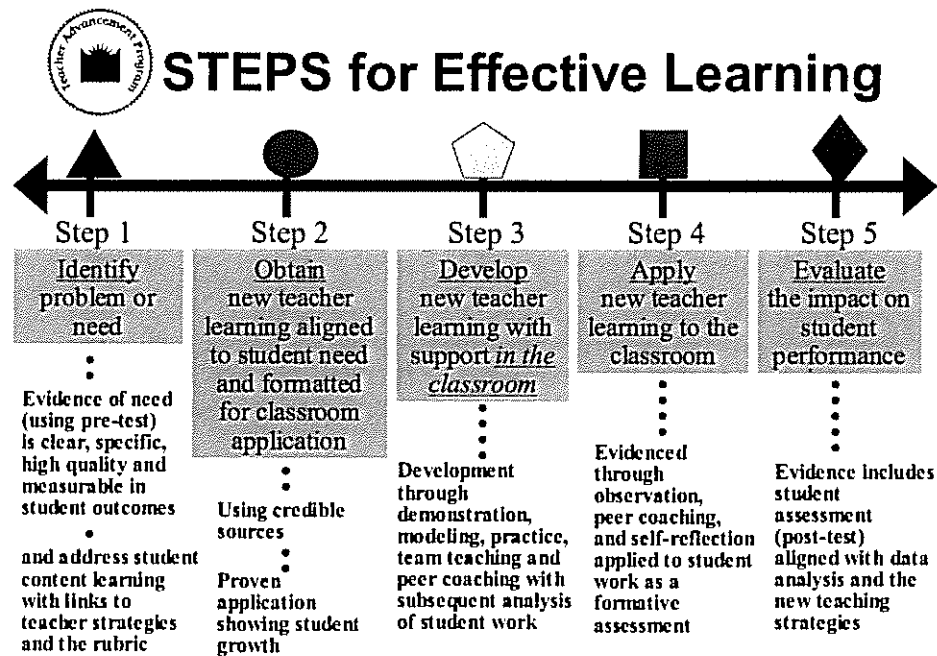 Teacher Advancement Program
STEPS for Effective Learning
Step 1
Identify
problem or
need
Evidence of need
(using pre-test)
is clear, specific,
high quality and
measurable in
student outcomes
and address student
content learning
with links to
teacher strategies
and the rubric
Step 2
Obtain
new teacher
learning aligned
to student need
and formatted
for classroom
application
Using credible
sources
Proven
application
showing student
growth
Step 3
Develop
new teacher
learning with
support in the
classroom
Development
through
demonstration,
modeling, practice,
team teaching and
peer coaching with
subsequent analysis
of student work
Step 4
Apply
new teacher
learning to the
classroom
Evidenced
through
observation,
peer coaching,
and self-reflection
applied to student
work as a
formative
assessment
Step 5
Evaluate
the impact on
student
performance
Evidence includes
student
assessment
(post-test)
aligned with data
analysis and the
new teaching
strategies